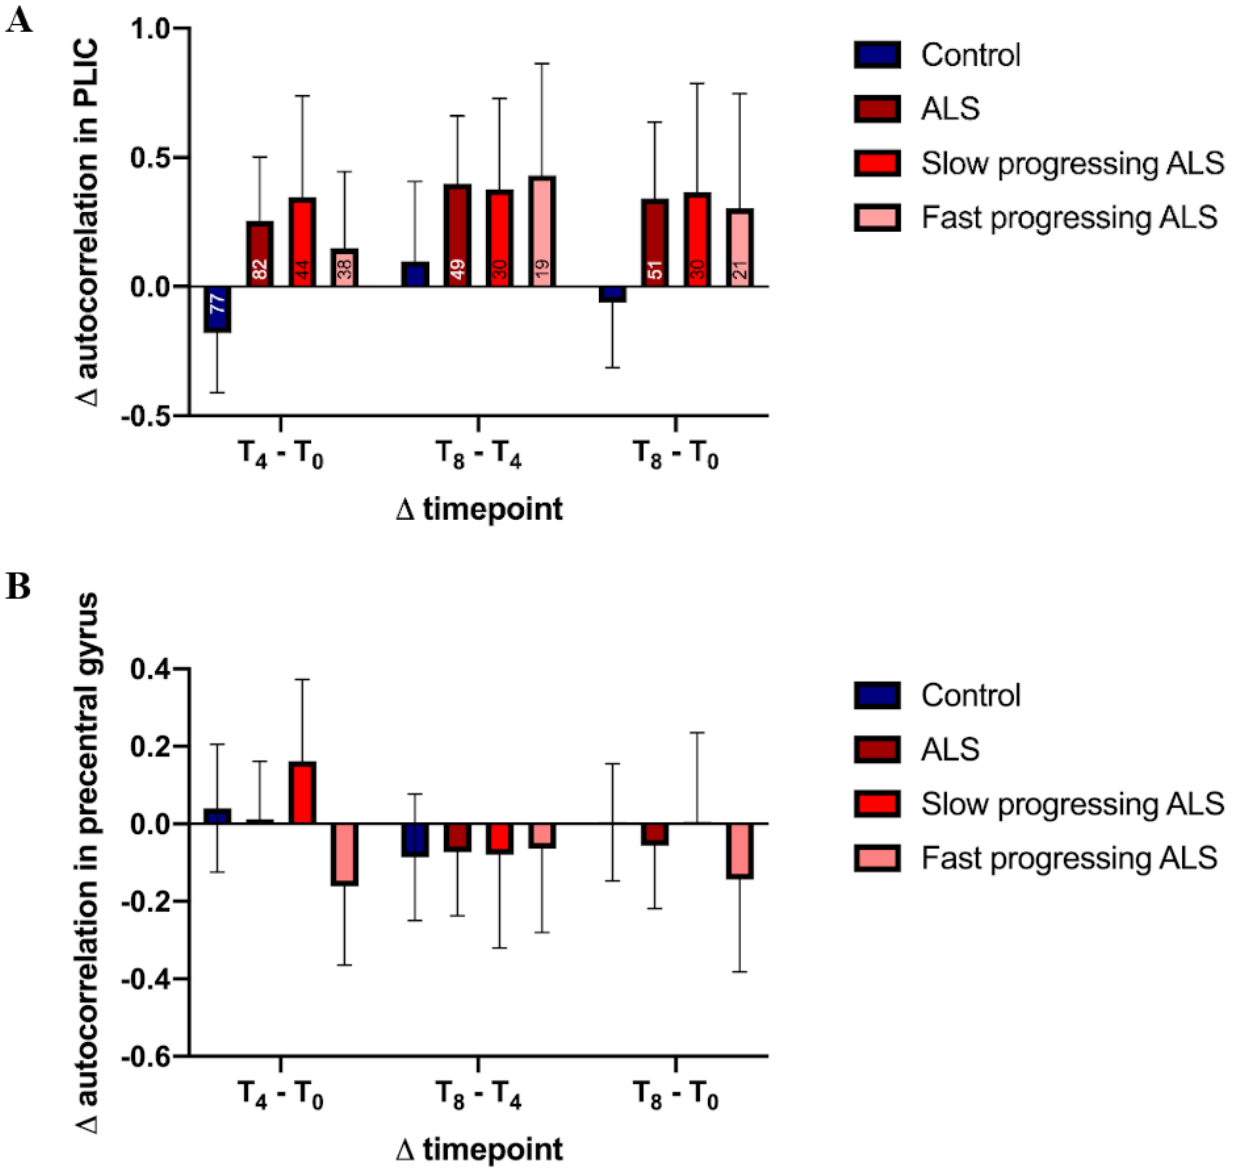 A
Δ autocorrelation in PLIC
1.0
0.5
0.0
-0.5
77
82
44
38
49
30
19
51
30
21
T4 - T0
T8 - T4
T8 - T0
Δ timepoint
Control
ALS
Slow progressing ALS
Fast progressing ALS
B
Δ autocorrelation in precentral gyrus
0.4
0.2
0.0
-0.2
-0.4
-0.6
T4 - T0
T8 - T4
T8 - T0
Δ timepoint
Control
ALS
Slow progressing ALS
Fast progressing ALS